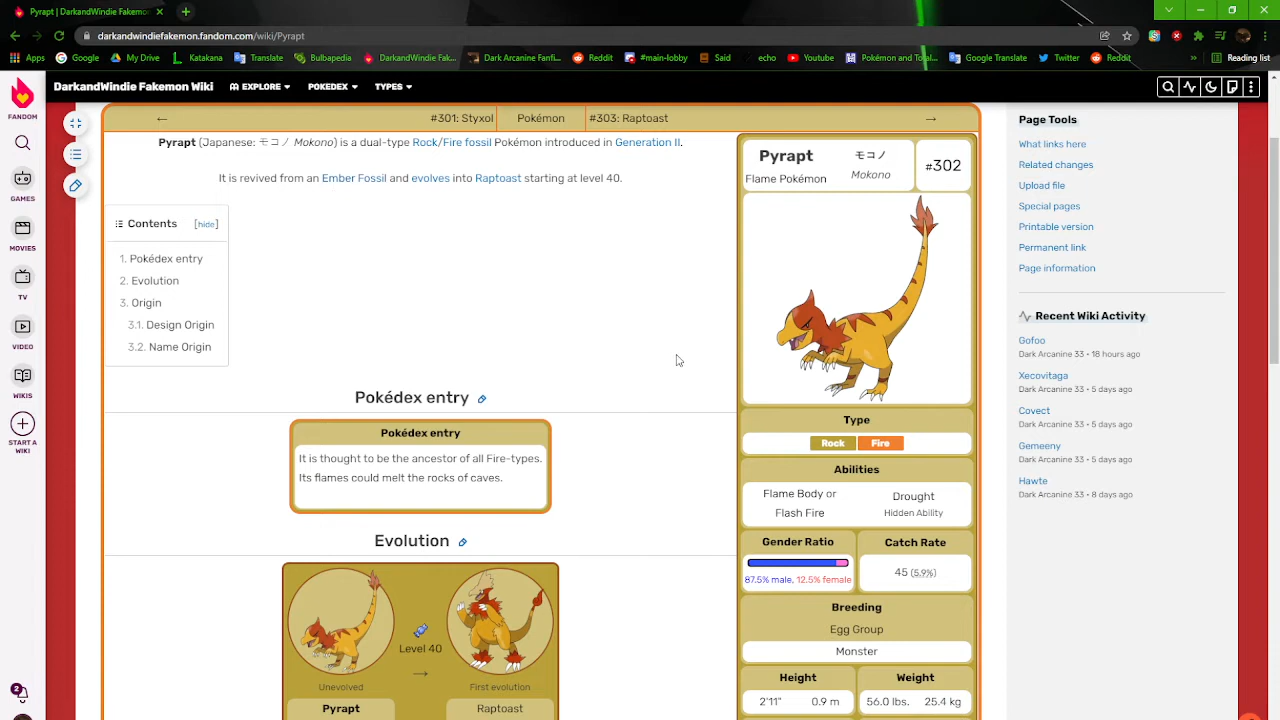 Pyrapt | DarkandWindie Fakemo
darkandwindiefakemon.fandom.com/wiki/Pyrapt
Apps Google My Drive Katakana Translate Bulbapedia DarkandWindie Fak... Dark Arcanine Fanfi... Reddit #main-lobby Said echo YouTube Pokémon and Total... Google Translate Twitter Reddit » Reading list
DarkandWindie Fakemon Wiki EXPLORE POKEDEX TYPES
FANDOM
GAMES
MOVIES
TV
VIDEO
WIKIS
START A
WIKI
2
← #301: Styxol Pokémon #303: Raptoast →
Pyrapt (Japanese: モコノ Mokono) is a dual-type Rock/Fire fossil Pokémon introduced in Generation II.
It is revived from an Ember Fossil and evolves into Raptoast starting at level 40.
Contents [hide]
1. Pokédex entry
2. Evolution
3. Origin
3.1. Design Origin
3.2. Name Origin
Pokédex entry
Pokédex entry
It is thought to be the ancestor of all Fire-types.
Its flames could melt the rocks of caves.
Evolution
Level 40
→
Unevolved First evolution
Pyrapt Raptoast
Pyrapt モコノ #302
Flame Pokémon Mokono
Type
Rock Fire
Abilities
Flame Body or
Flash Fire
Drought
Hidden Ability
Gender Ratio Catch Rate
87.5% male, 12.5% female 45 (5.9%)
Breeding
Egg Group
Monster
Height Weight
2'11" 0.9 m 56.0 lbs. 25.4 kg
Page Tools
What links here
Related changes
Upload file
Special pages
Printable version
Permanent link
Page information
Recent Wiki Activity
Gofoo
Dark Arcanine 33 • 18 hours ago
Xecovitaga
Dark Arcanine 33 • 5 days ago
Covect
Dark Arcanine 33 • 5 days ago
Gemeeny
Dark Arcanine 33 • 5 days ago
Hawte
Dark Arcanine 33 • 8 days ago